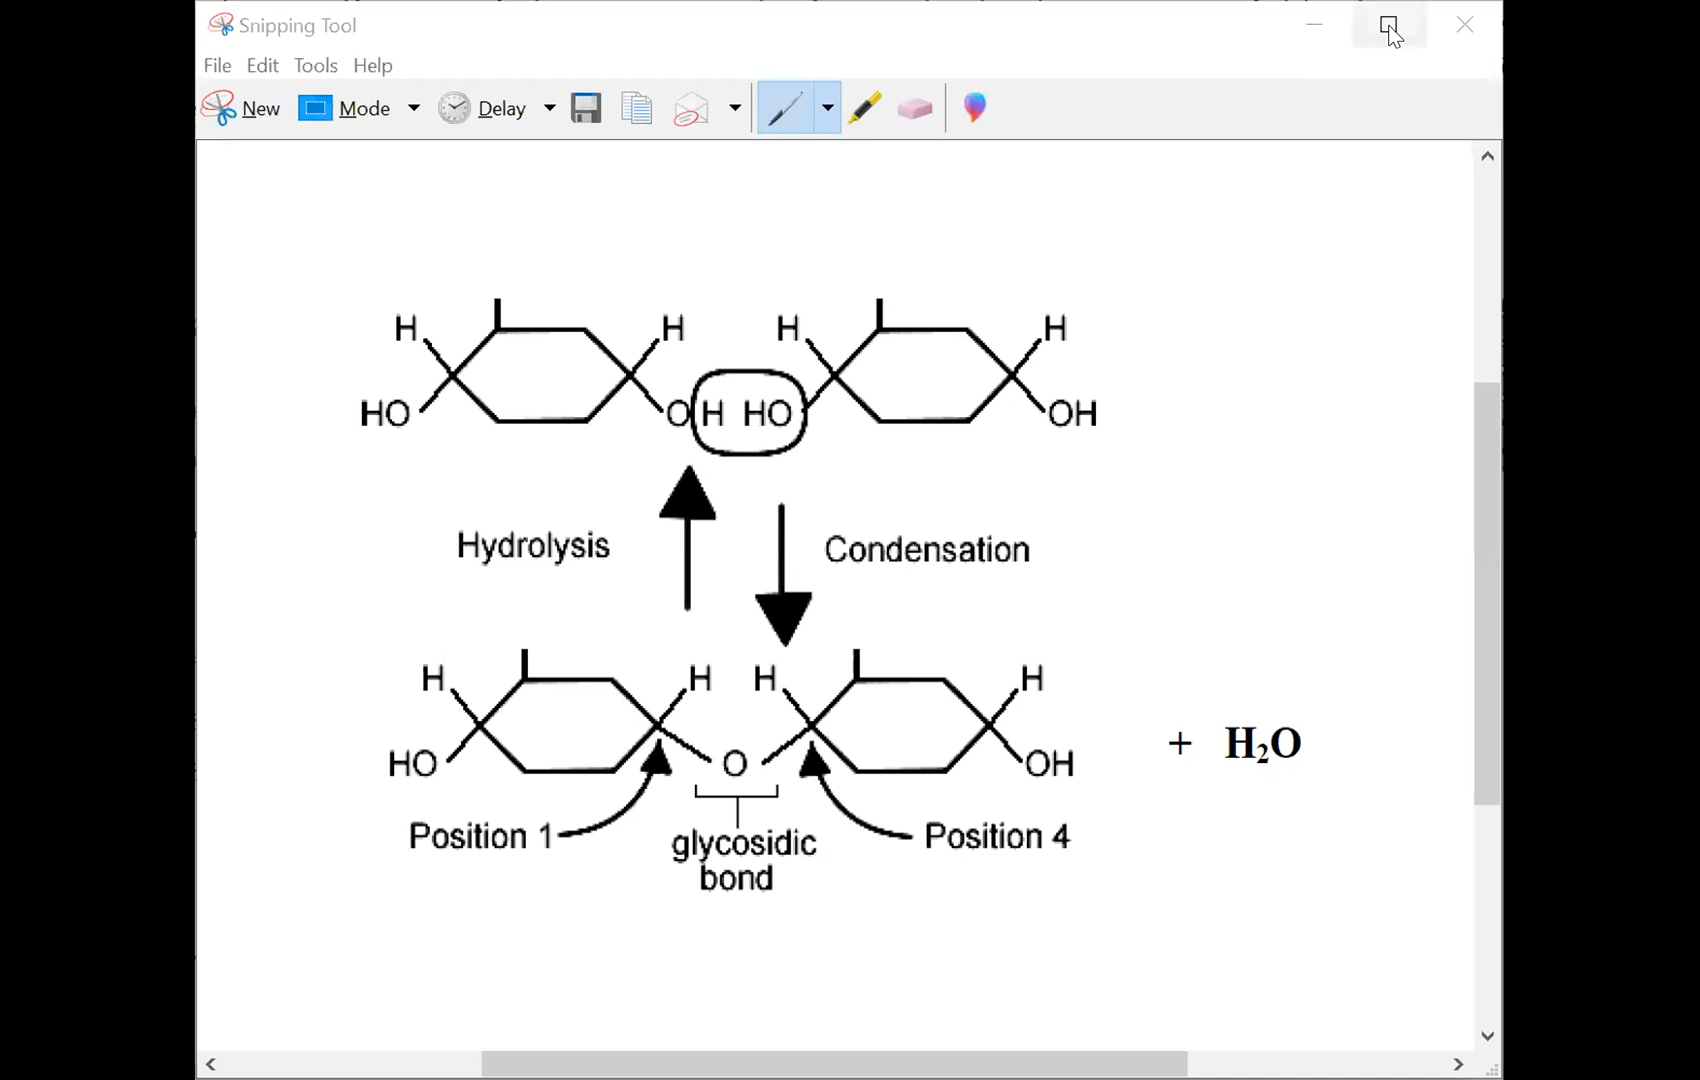 Snipping Tool
File Edit Tools Help
New Mode Delay
H H H H
HO OH HO OH
Hydrolysis Condensation
H H H H
HO O OH + H₂O
Position 1 glycosidic bond Position 4